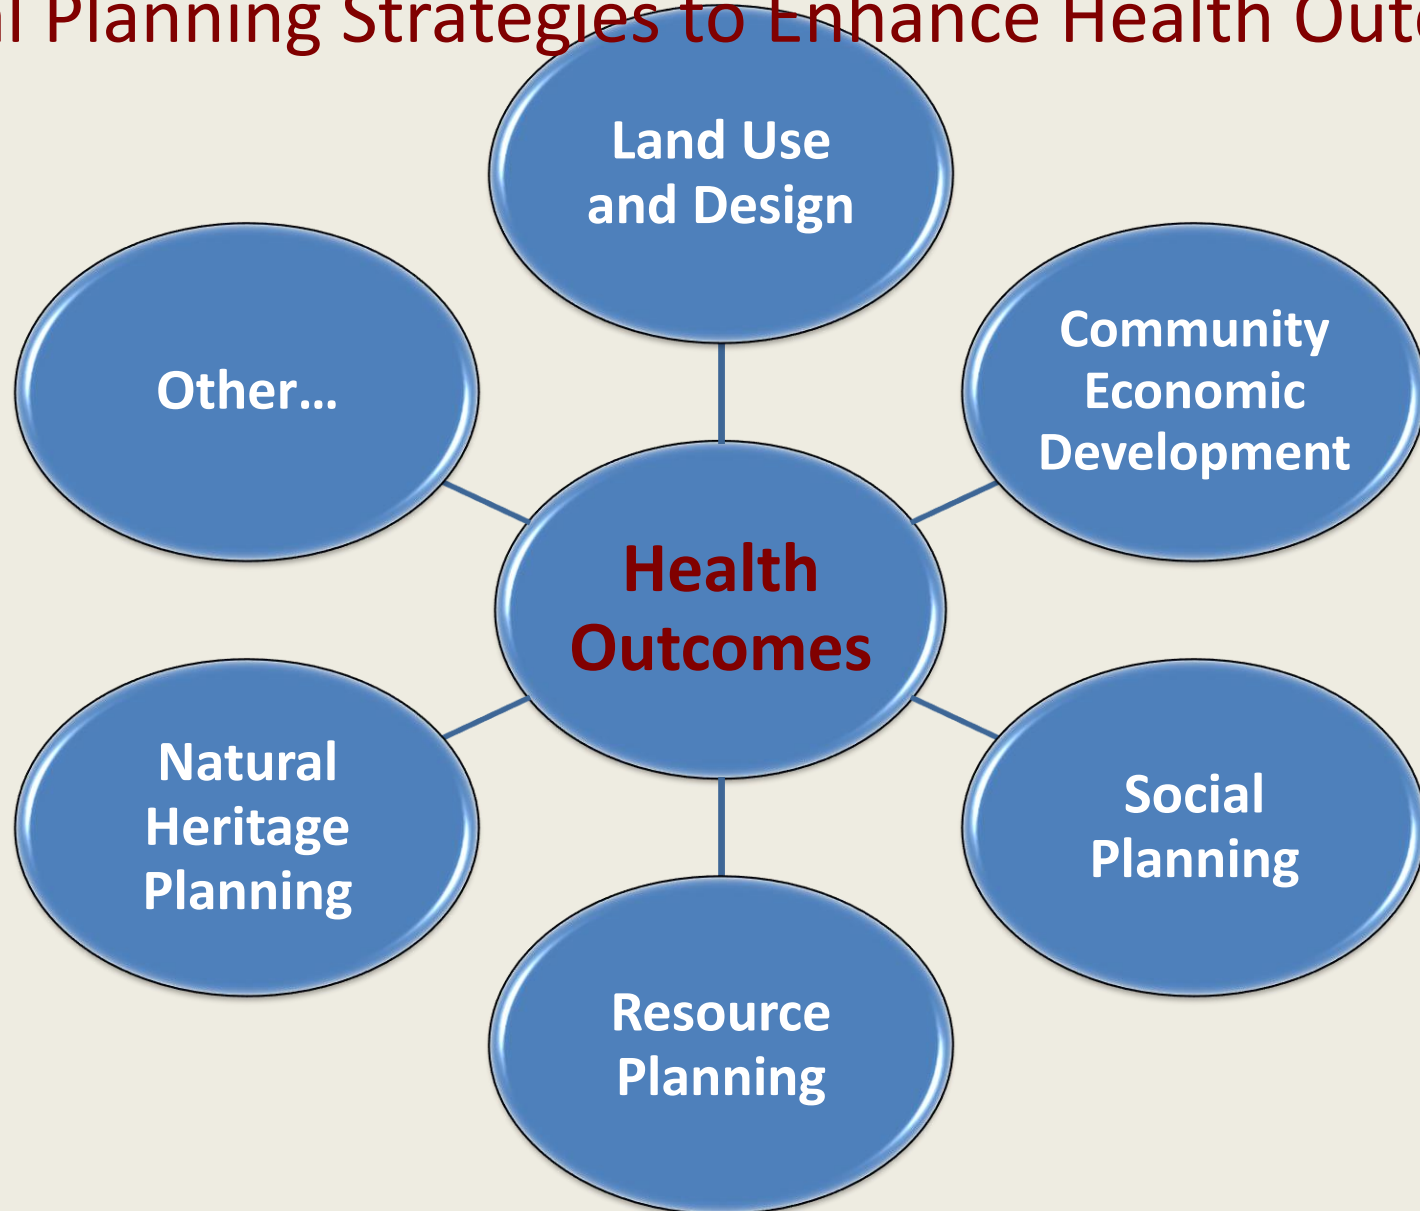 Planning Strategies to Enhance Health
Land Use
and Design
Community
Economic
Development
Social
Planning
Resource
Planning
Natural
Heritage
Planning
Other...
Health
Outcomes